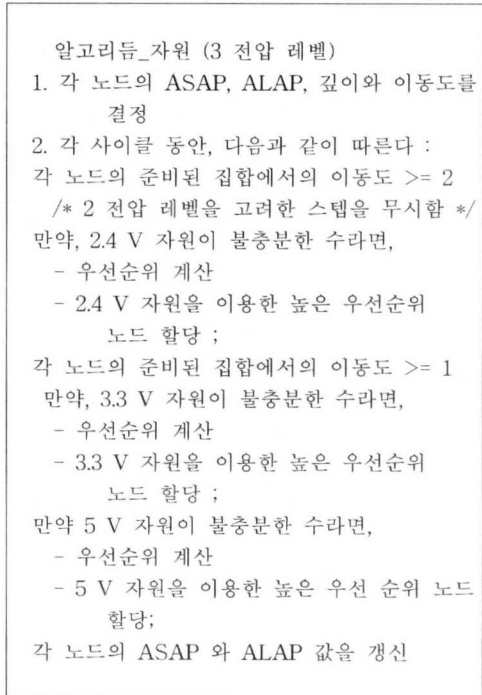 알고리듬_자원 (3 전압 레벨)
1. 각 노드의 ASAP, ALAP, 깊이와 이동도를
결정
2. 각 사이클 동안, 다음과 같이 따른다 :
각 노드의 준비된 집합에서의 이동도 >= 2
/* 2 전압 레벨을 고려한 스텝을 무시함 */
만약, 2.4 V 자원이 불충분한 수라면,
- 우선순위 계산
- 2.4 V 자원을 이용한 높은 우선순위
노드 할당 ;
각 노드의 준비된 집합에서의 이동도 >= 1
만약, 3.3 V 자원이 불충분한 수라면,
- 우선순위 계산
- 3.3 V 자원을 이용한 높은 우선순위
노드 할당 ;
만약 5 V 자원이 불충분한 수라면,
- 우선순위 계산
- 5 V 자원을 이용한 높은 우선 순위 노드
할당;
각 노드의 ASAP 와 ALAP 값을 갱신